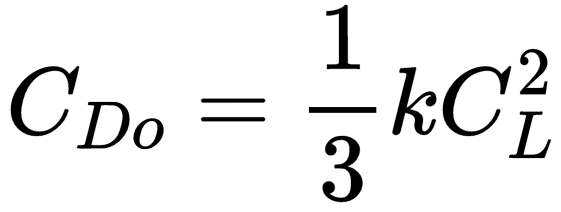 C_{Do} = \frac{1}{3} k C_L^2